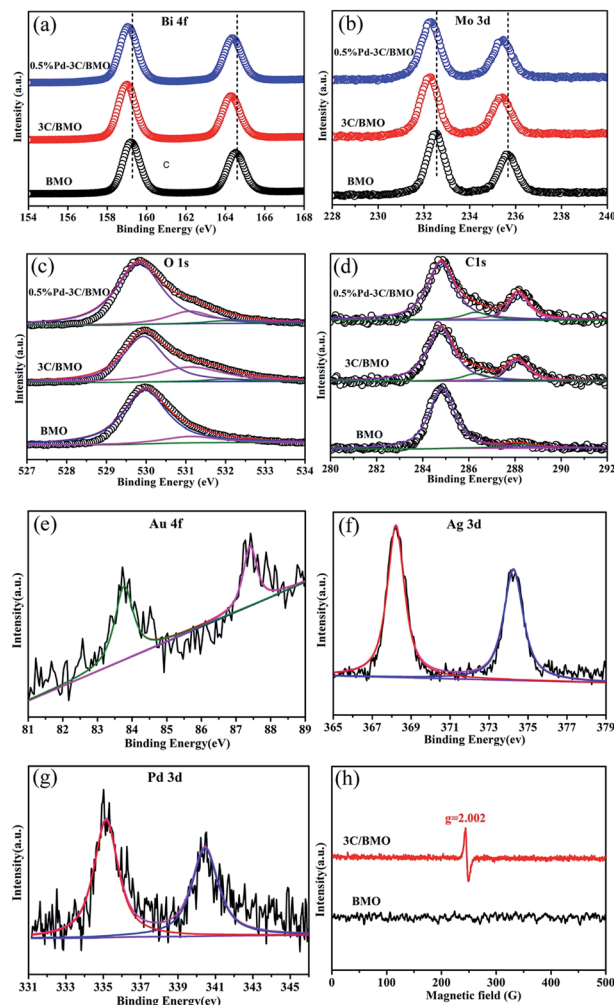 (a) Bi 4f
0.5%Pd-3C/BMO
3C/BMO
C
BMO
Intensity (a.u.)
154 156 158 160 162 164 166 168
Binding Energy (eV)
(b) Mo 3d
0.5%Pd-3C/BMO
3C/BMO
BMO
Intensity (a.u.)
228 230 232 234 236 238 240
Binding Energy (eV)
(c) O 1s
0.5%Pd-3C/BMO
3C/BMO
BMO
Intensity (a.u.)
527 528 529 530 531 532 533 534
Binding Energy (eV)
(d) C1s
0.5%Pd-3C/BMO
3C/BMO
BMO
Intensity (a.u.)
280 282 284 286 288 290 292
Binding Energy(ev)
(e) Au 4f
Intensity(a.u.)
81 82 83 84 85 86 87 88 89
Binding Energy(eV)
(f) Ag 3d
Intensity(a.u.)
365 367 369 371 373 375 377 379
Binding Energy(ev)
(g) Pd 3d
Intensity(a.u.)
331 333 335 337 339 341 343 345
Binding Energy(ev)
(h)
g=2.002
3C/BMO
BMO
Intensity(a.u.)
0 100 200 300 400 500
Magnetic field (G)